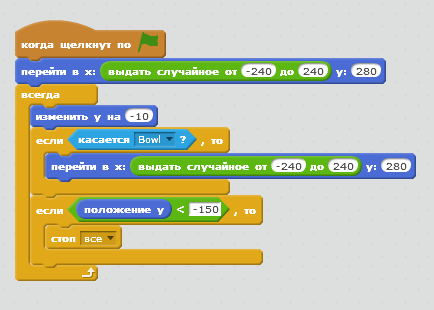 когда щелкнут по
перейти в x: выдать случайное от -240 до 240 y: 280
всегда
изменить y на -10
если касается Bowl ? , то
перейти в x: выдать случайное от -240 до 240 y: 280
если положение y < -150 , то
стоп все